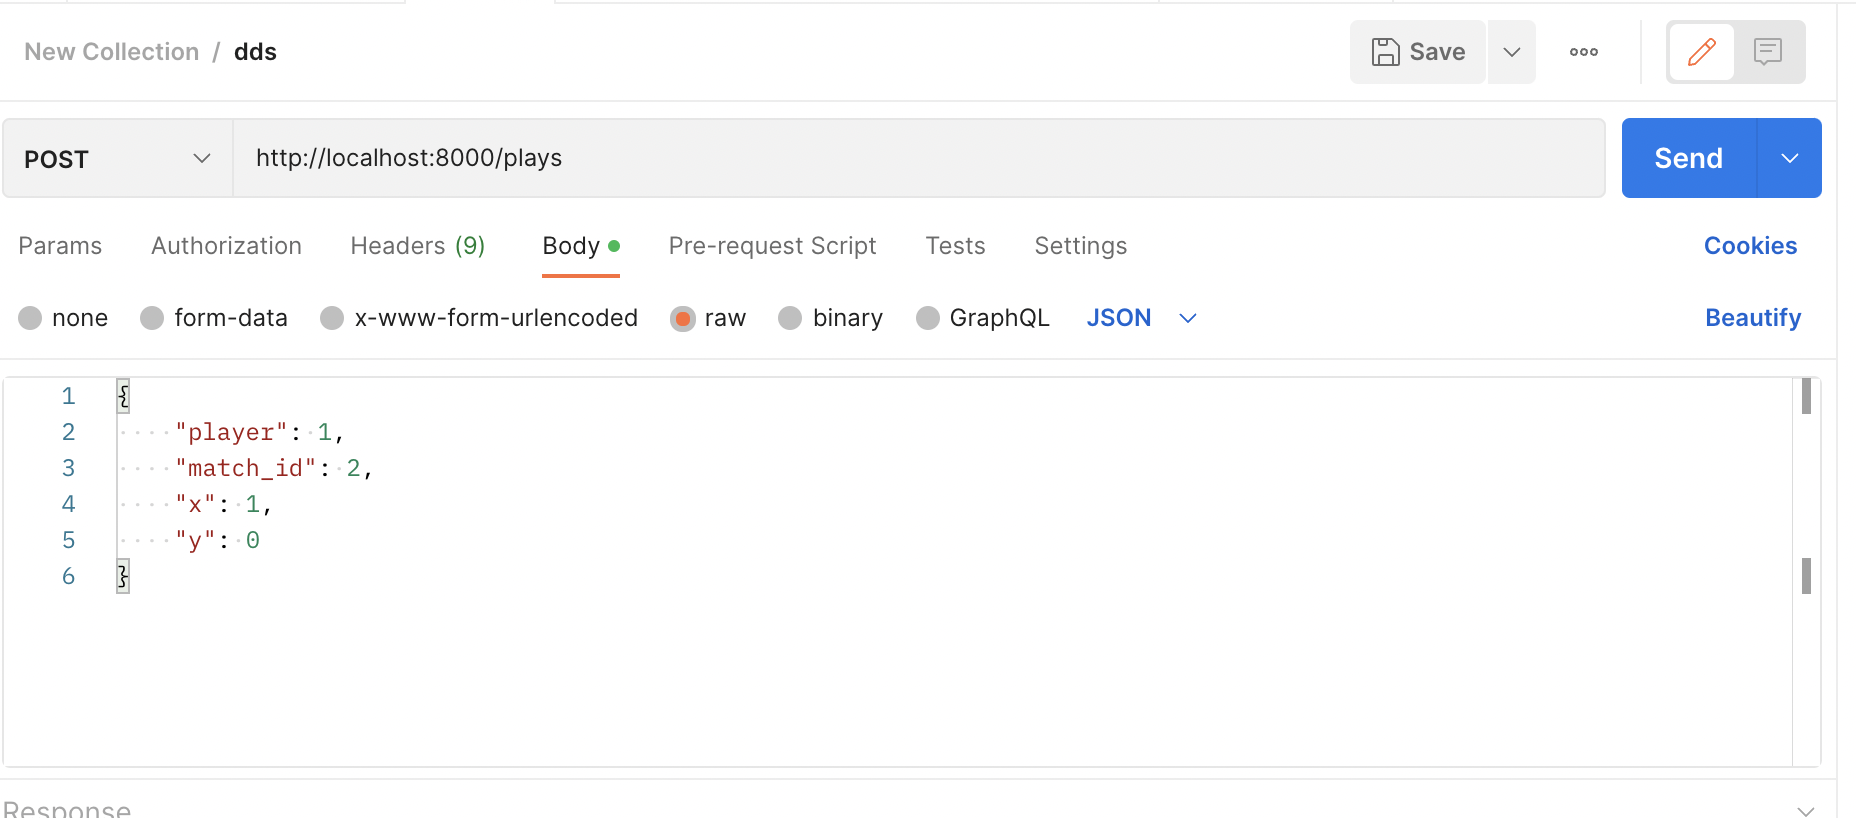 New Collection / dds
Save
POST
http://localhost:8000/plays
Send
Params Authorization Headers (9) Body Pre-request Script Tests Settings Cookies
none form-data x-www-form-urlencoded raw binary GraphQL JSON Beautify
1 {
2 "player": 1,
3 "match_id": 2,
4 "x": 1,
5 "y": 0
6 }
Response